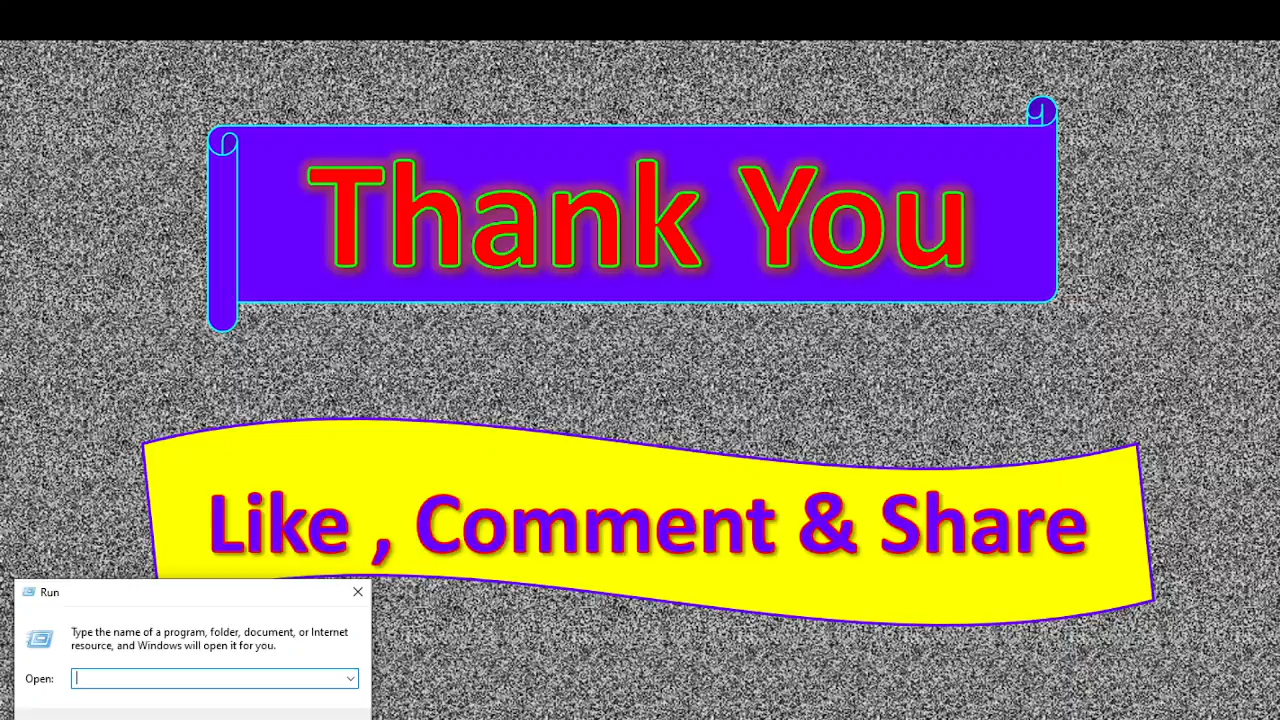 Thank You
Like , Comment & Share
Run
Type the name of a program, folder, document, or Internet
resource, and Windows will open it for you.
Open: